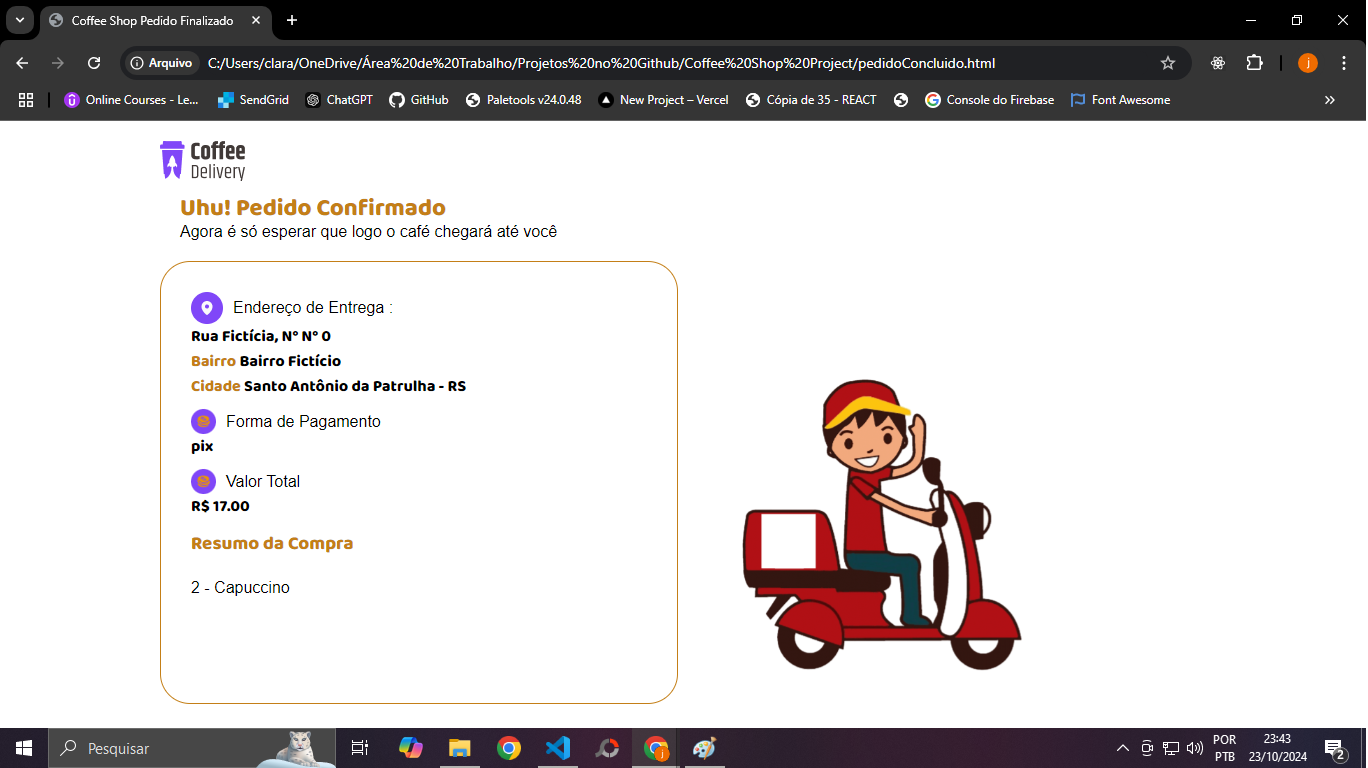 Coffee Shop Pedido Finalizado
Arquivo C:/Users/clara/OneDrive/Área%20de%20Trabalho/Projetos%20no%20Github/Coffee%20Shop%20Project/pedidoConcluido.html j
Online Courses - Le... SendGrid ChatGPT GitHub Paletools v24.0.48 New Project – Vercel Cópia de 35 - REACT Console do Firebase Font Awesome »
Coffee
Delivery
Uhu! Pedido Confirmado
Agora é só esperar que logo o café chegará até você
Endereço de Entrega :
Rua Fictícia, N° N° 0
Bairro Bairro Fictício
Cidade Santo Antônio da Patrulha - RS
Forma de Pagamento
pix
Valor Total
R$ 17.00
Resumo da Compra
2 - Capuccino
Pesquisar
POR
PTB
23:43
23/10/2024
2